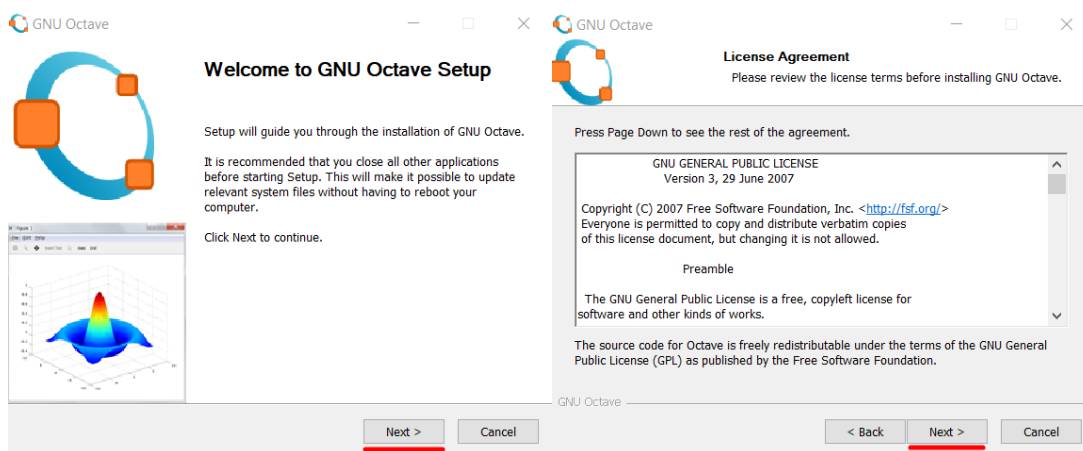 GNU Octave
Welcome to GNU Octave Setup
Setup will guide you through the installation of GNU Octave.
It is recommended that you close all other applications
before starting Setup. This will make it possible to update
relevant system files without having to reboot your
computer.
Click Next to continue.
Next >
Cancel
GNU Octave
License Agreement
Please review the license terms before installing GNU Octave.
Press Page Down to see the rest of the agreement.
GNU GENERAL PUBLIC LICENSE
Version 3, 29 June 2007
Copyright (C) 2007 Free Software Foundation, Inc. <http://fsf.org/>
Everyone is permitted to copy and distribute verbatim copies
of this license document, but changing it is not allowed.
Preamble
The GNU General Public License is a free, copyleft license for
software and other kinds of works.
The source code for Octave is freely redistributable under the terms of the GNU General
Public License (GPL) as published by the Free Software Foundation.
GNU Octave
< Back
Next >
Cancel